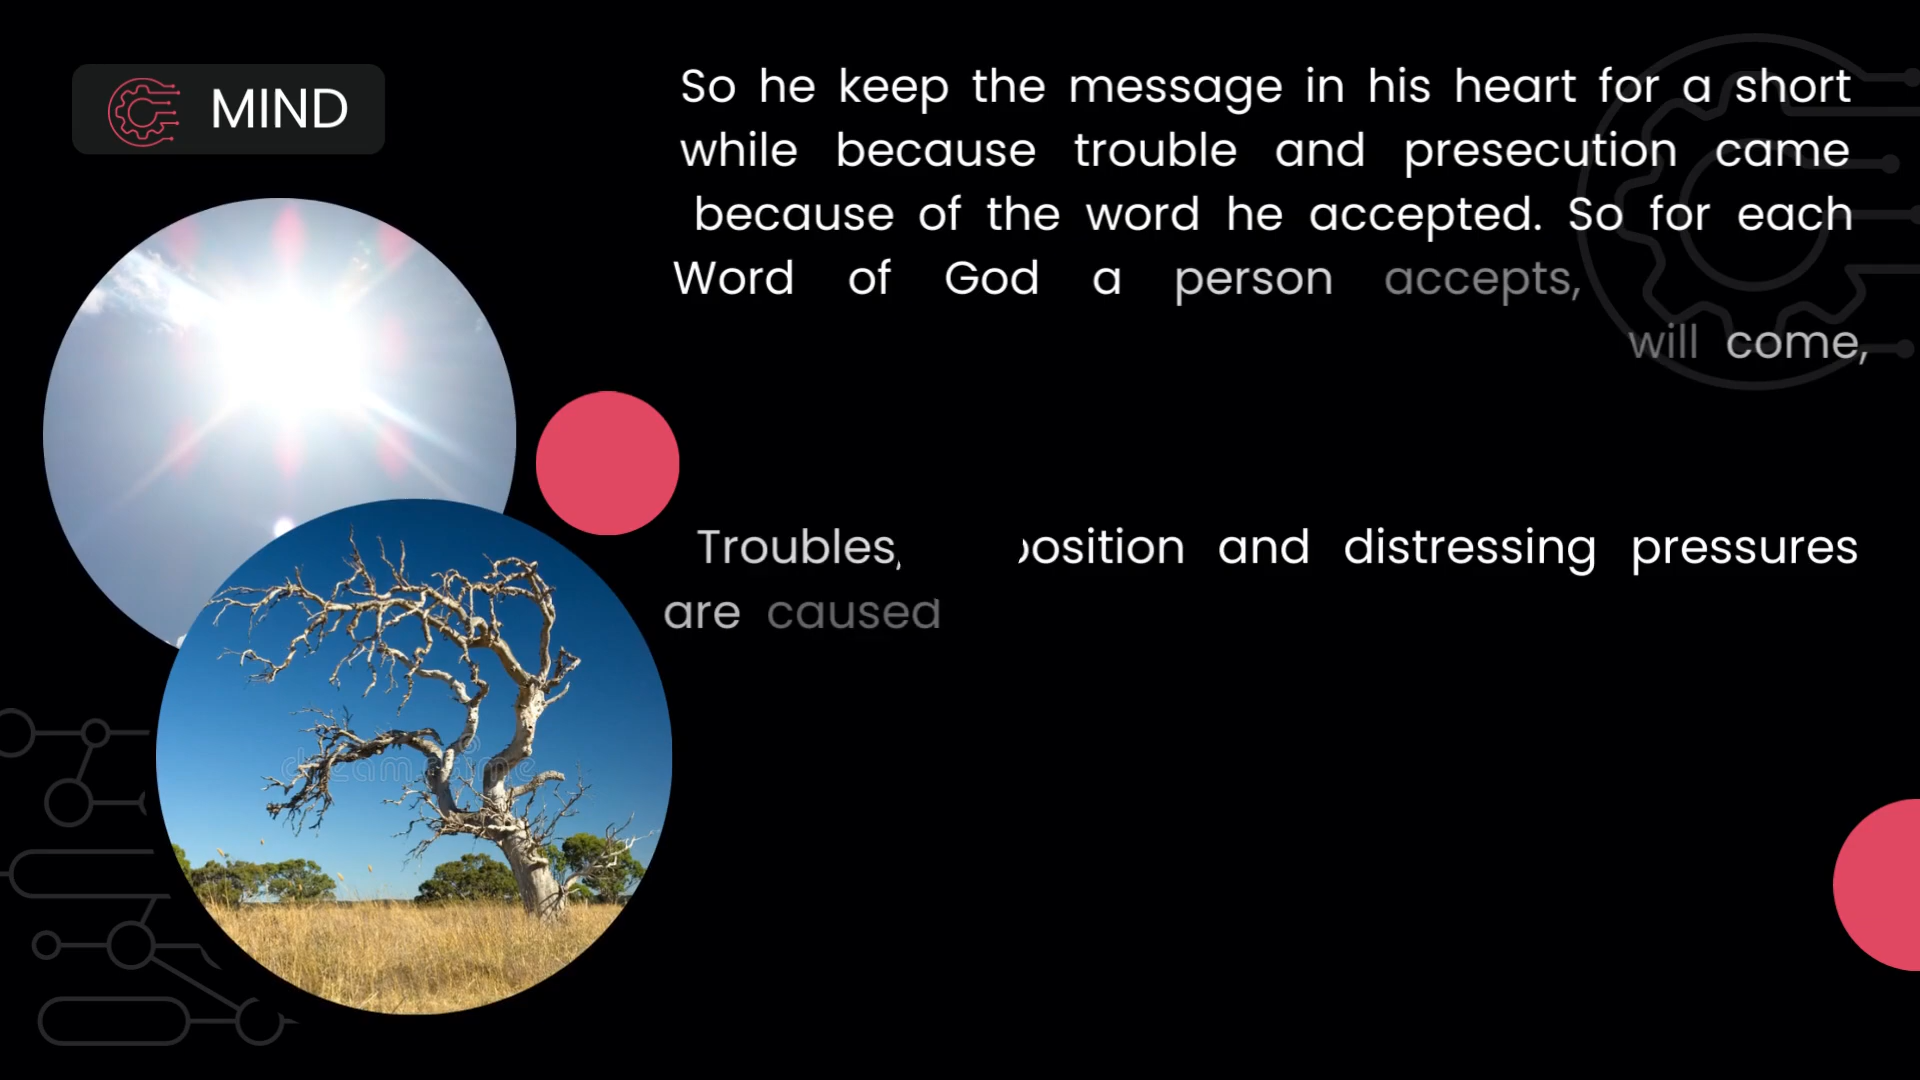 MIND
So he keep the message in his heart for a short
while because trouble and presecution came
because of the word he accepted. So for each
Word of God a person accepts,
will come,
Troubles, position and distressing pressures
are caused
dreamstime